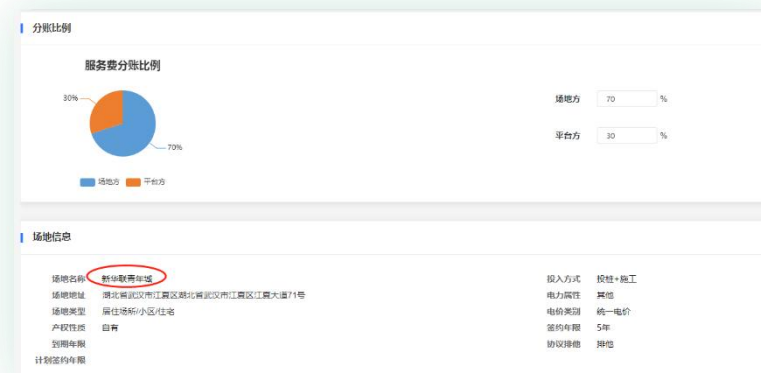 分账比例
服务费分账比例
30%
70%
场地方 平台方
场地方 70 %
平台方 30 %
场地信息
场地名称 新华联青年城
场地地址 湖北省武汉市江夏区湖北省武汉市江夏区江夏大道71号
场地类型 居住场所/小区/住宅
产权性质 自有
到期年限
计划签约年限
投入方式 投桩+施工
电力属性 其他
电价类别 统一电价
签约年限 5年
协议排他 排他